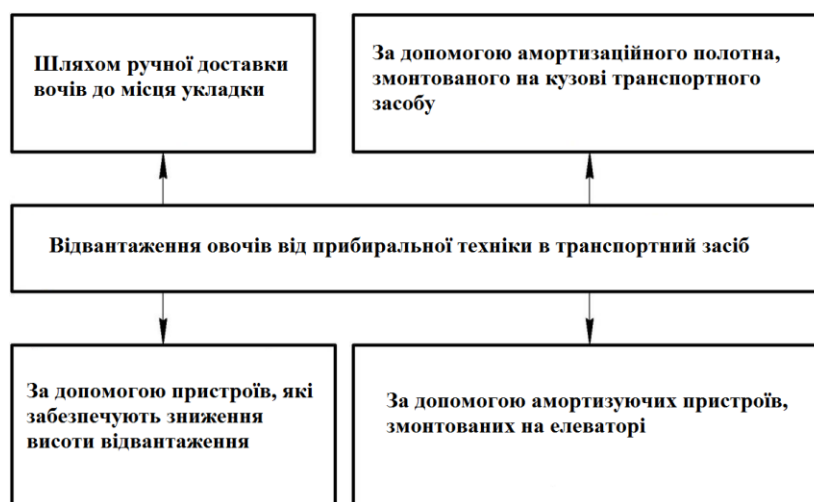 Шляхом ручної доставки
вочів до місця укладки
За допомогою амортизаційного полотна,
змонтованого на кузові транспортного
засобу
Відвантаження овочів від прибиральної техніки в транспортний засіб
За допомогою пристроїв, які
забезпечують зниження
висоти відвантаження
За допомогою амортизуючих пристроїв,
змонтованих на елеваторі